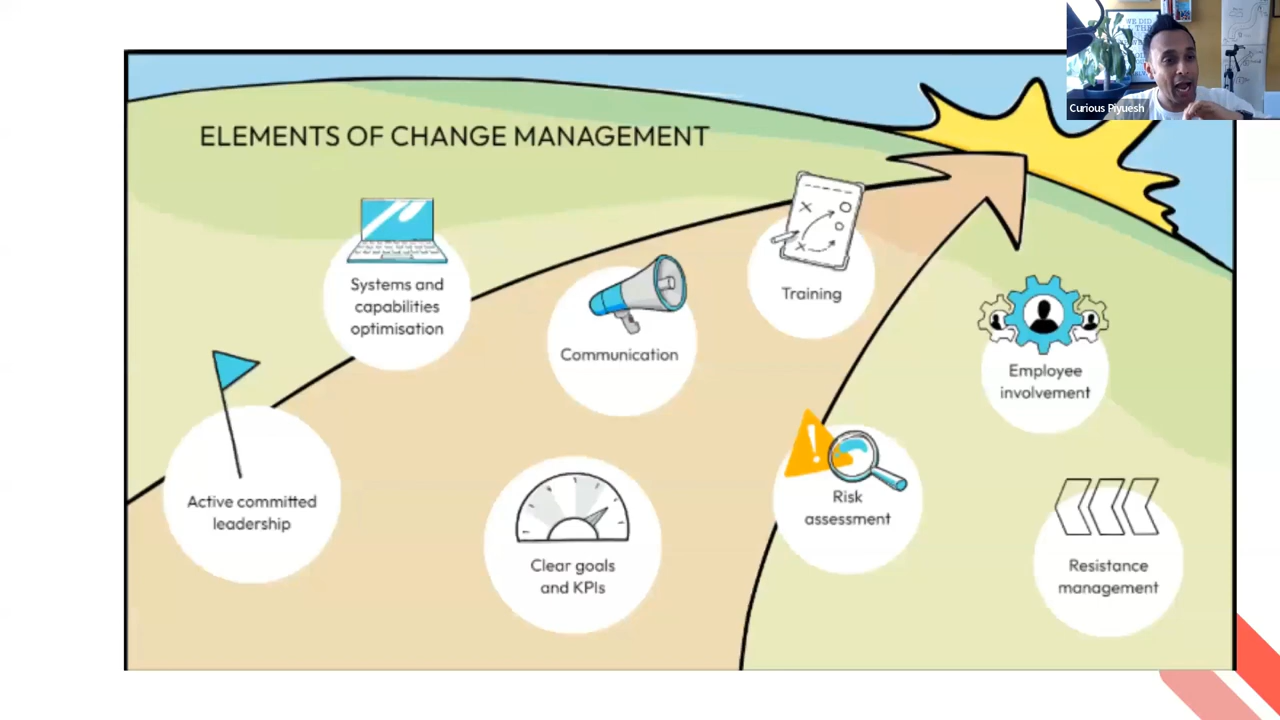 ELEMENTS OF CHANGE MANAGEMENT
Systems and
capabilities
optimisation
Communication
Training
Employee
involvement
Active committed
leadership
Clear goals
and KPIs
Risk
assessment
Resistance
management
Curious Piyuesh